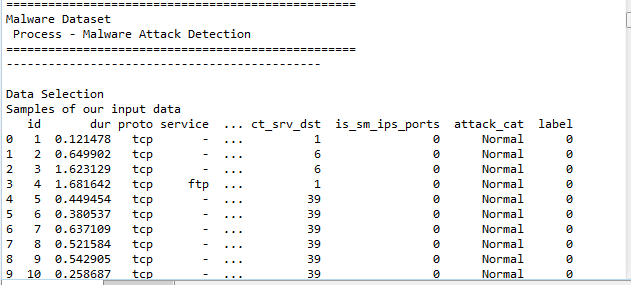 ==================================================
Malware Dataset
 Process - Malware Attack Detection
==================================================
---------------------------------------------
Data Selection
Samples of our input data
   id       dur proto service  ...  ct_srv_dst  is_sm_ips_ports  attack_cat  label
0   1  0.121478   tcp       -  ...           1                0      Normal      0
1   2  0.649902   tcp       -  ...           6                0      Normal      0
2   3  1.623129   tcp       -  ...           6                0      Normal      0
3   4  1.681642   tcp     ftp  ...           1                0      Normal      0
4   5  0.449454   tcp       -  ...          39                0      Normal      0
5   6  0.380537   tcp       -  ...          39                0      Normal      0
6   7  0.637109   tcp       -  ...          39                0      Normal      0
7   8  0.521584   tcp       -  ...          39                0      Normal      0
8   9  0.542905   tcp       -  ...          39                0      Normal      0
9  10  0.258687   tcp       -  ...          39                0      Normal      0